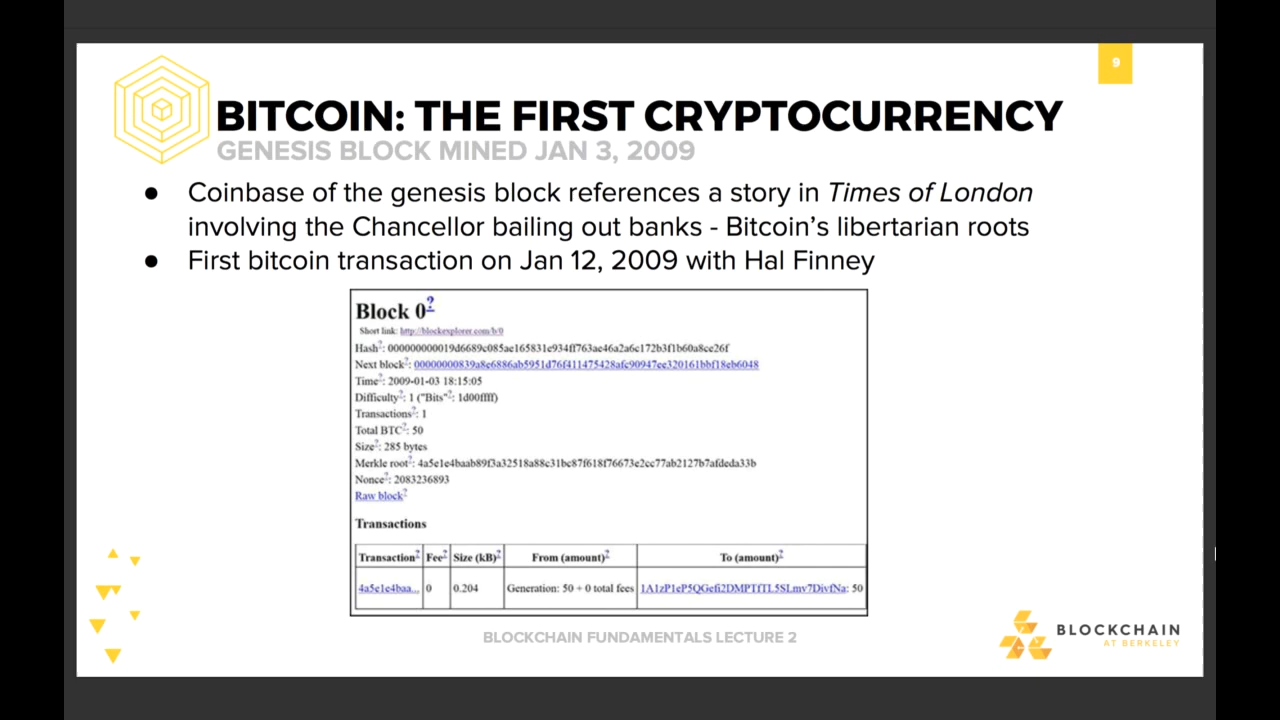 9
BITCOIN: THE FIRST CRYPTOCURRENCY
GENESIS BLOCK MINED JAN 3, 2009
● Coinbase of the genesis block references a story in Times of London
involving the Chancellor bailing out banks - Bitcoin’s libertarian roots
● First bitcoin transaction on Jan 12, 2009 with Hal Finney
Block 0?
Short link: http://blockexplorer.com/b/0
Hash?: 000000000019d6689c085ae165831e934ff763ae46a2a6c172b3f1b60a8ce26f
Next block?: 00000000839a8e6886ab5951d76f411475428afc90947ee320161bbf18eb6048
Time?: 2009-01-03 18:15:05
Difficulty?: 1 ("Bits"?: 1d00ffff)
Transactions?: 1
Total BTC?: 50
Size?: 285 bytes
Merkle root?: 4a5e1e4baab89f3a32518a88c31bc87f618f76673e2cc77ab2127b7afdeda33b
Nonce?: 2083236893
Raw block?
Transactions
Transaction? Fee? Size (kB)? From (amount)? To (amount)?
4a5e1e4baa... 0 0.204 Generation: 50 + 0 total fees 1A1zP1eP5QGefi2DMPTfTL5SLmv7DivfNa: 50
BLOCKCHAIN FUNDAMENTALS LECTURE 2
BLOCKCHAIN
AT BERKELEY